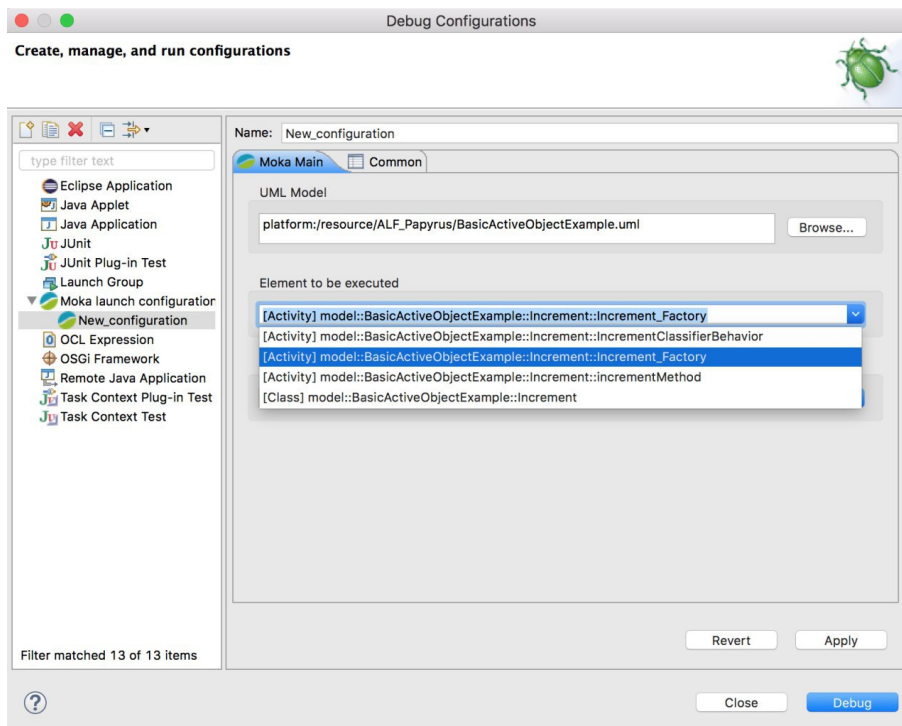 Debug Configurations
Create, manage, and run configurations
type filter text
Eclipse Application
Java Applet
Java Application
JUnit
JUnit Plug-in Test
Launch Group
Moka launch configuration
New_configuration
OCL Expression
OSGi Framework
Remote Java Application
Task Context Plug-in Test
Task Context Test
Filter matched 13 of 13 items
Name: New_configuration
Moka Main Common
UML Model
platform:/resource/ALF_Papyrus/BasicActiveObjectExample.uml Browse...
Element to be executed
[Activity] model::BasicActiveObjectExample::Increment::Increment_Factory
[Activity] model::BasicActiveObjectExample::Increment::IncrementClassifierBehavior
[Activity] model::BasicActiveObjectExample::Increment::Increment_Factory
[Activity] model::BasicActiveObjectExample::Increment::incrementMethod
[Class] model::BasicActiveObjectExample::Increment
Revert Apply
? Close Debug